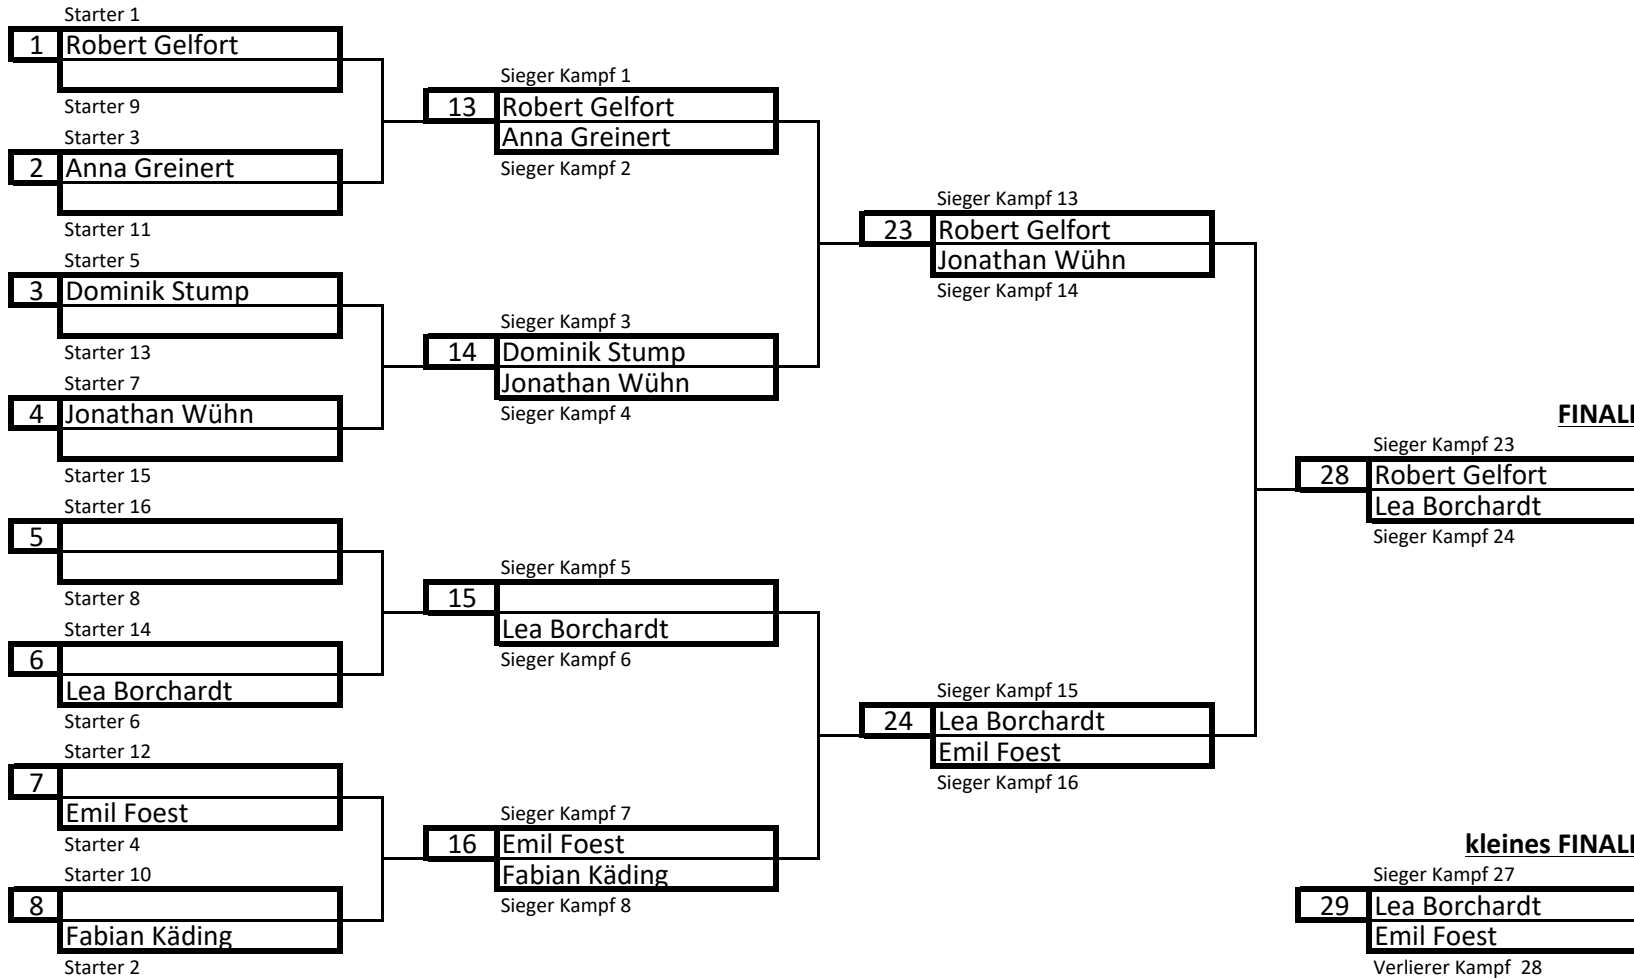 Starter 1
1 Robert Gelfort
Starter 9
Starter 3
2 Anna Greinert
Starter 11
Starter 5
3 Dominik Stump
Starter 13
Starter 7
4 Jonathan Wühn
Starter 15
Starter 16
5
Starter 8
Starter 14
6
Lea Borchardt
Starter 6
Starter 12
7
Emil Foest
Starter 4
Starter 10
8
Fabian Käding
Starter 2
Sieger Kampf 1
13 Robert Gelfort
Anna Greinert
Sieger Kampf 2
Sieger Kampf 3
14 Dominik Stump
Jonathan Wühn
Sieger Kampf 4
Sieger Kampf 5
15
Lea Borchardt
Sieger Kampf 6
Sieger Kampf 7
16 Emil Foest
Fabian Käding
Sieger Kampf 8
Sieger Kampf 13
23 Robert Gelfort
Jonathan Wühn
Sieger Kampf 14
Sieger Kampf 15
24 Lea Borchardt
Emil Foest
Sieger Kampf 16
FINALE
Sieger Kampf 23
28 Robert Gelfort
Lea Borchardt
Sieger Kampf 24
kleines FINALE
Sieger Kampf 27
29 Lea Borchardt
Emil Foest
Verlierer Kampf 28